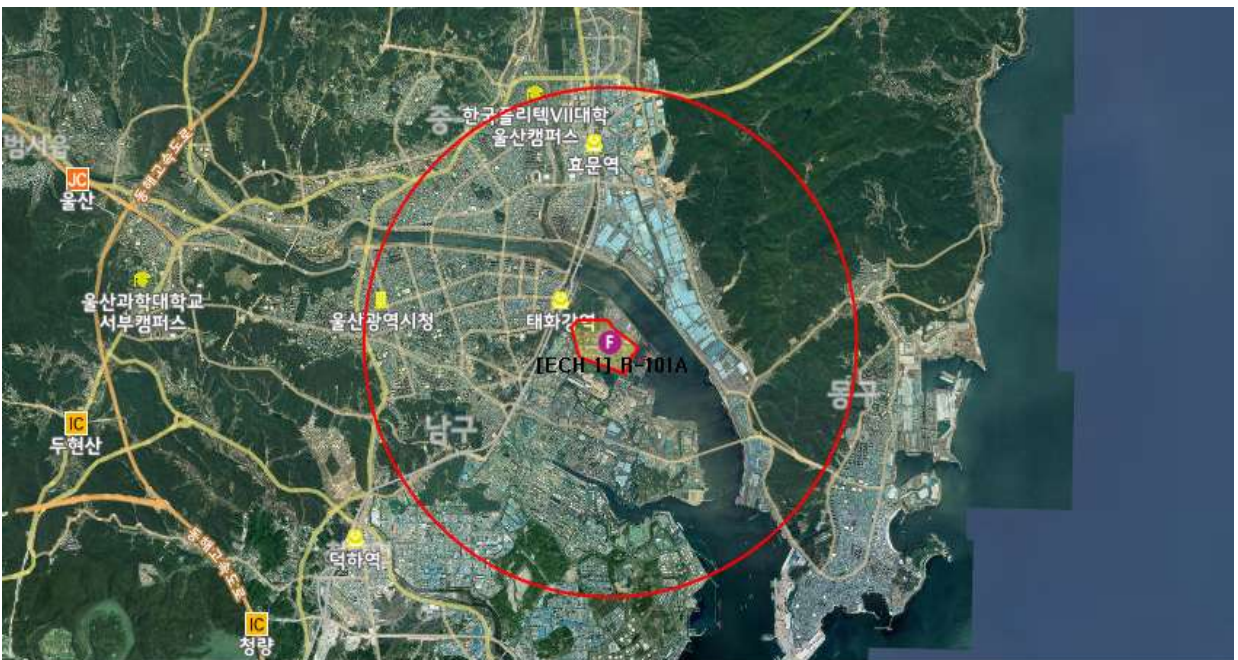 중구
한국폴리텍VII대학
울산캠퍼스
효문역
범서읍
동해고속도로
JC
울산
울산과학대학교
서부캠퍼스
울산광역시청
태화강역
F
[ECH 1] R-101A
동구
남구
IC
두현산
덕하역
동해고속도로
IC
청량